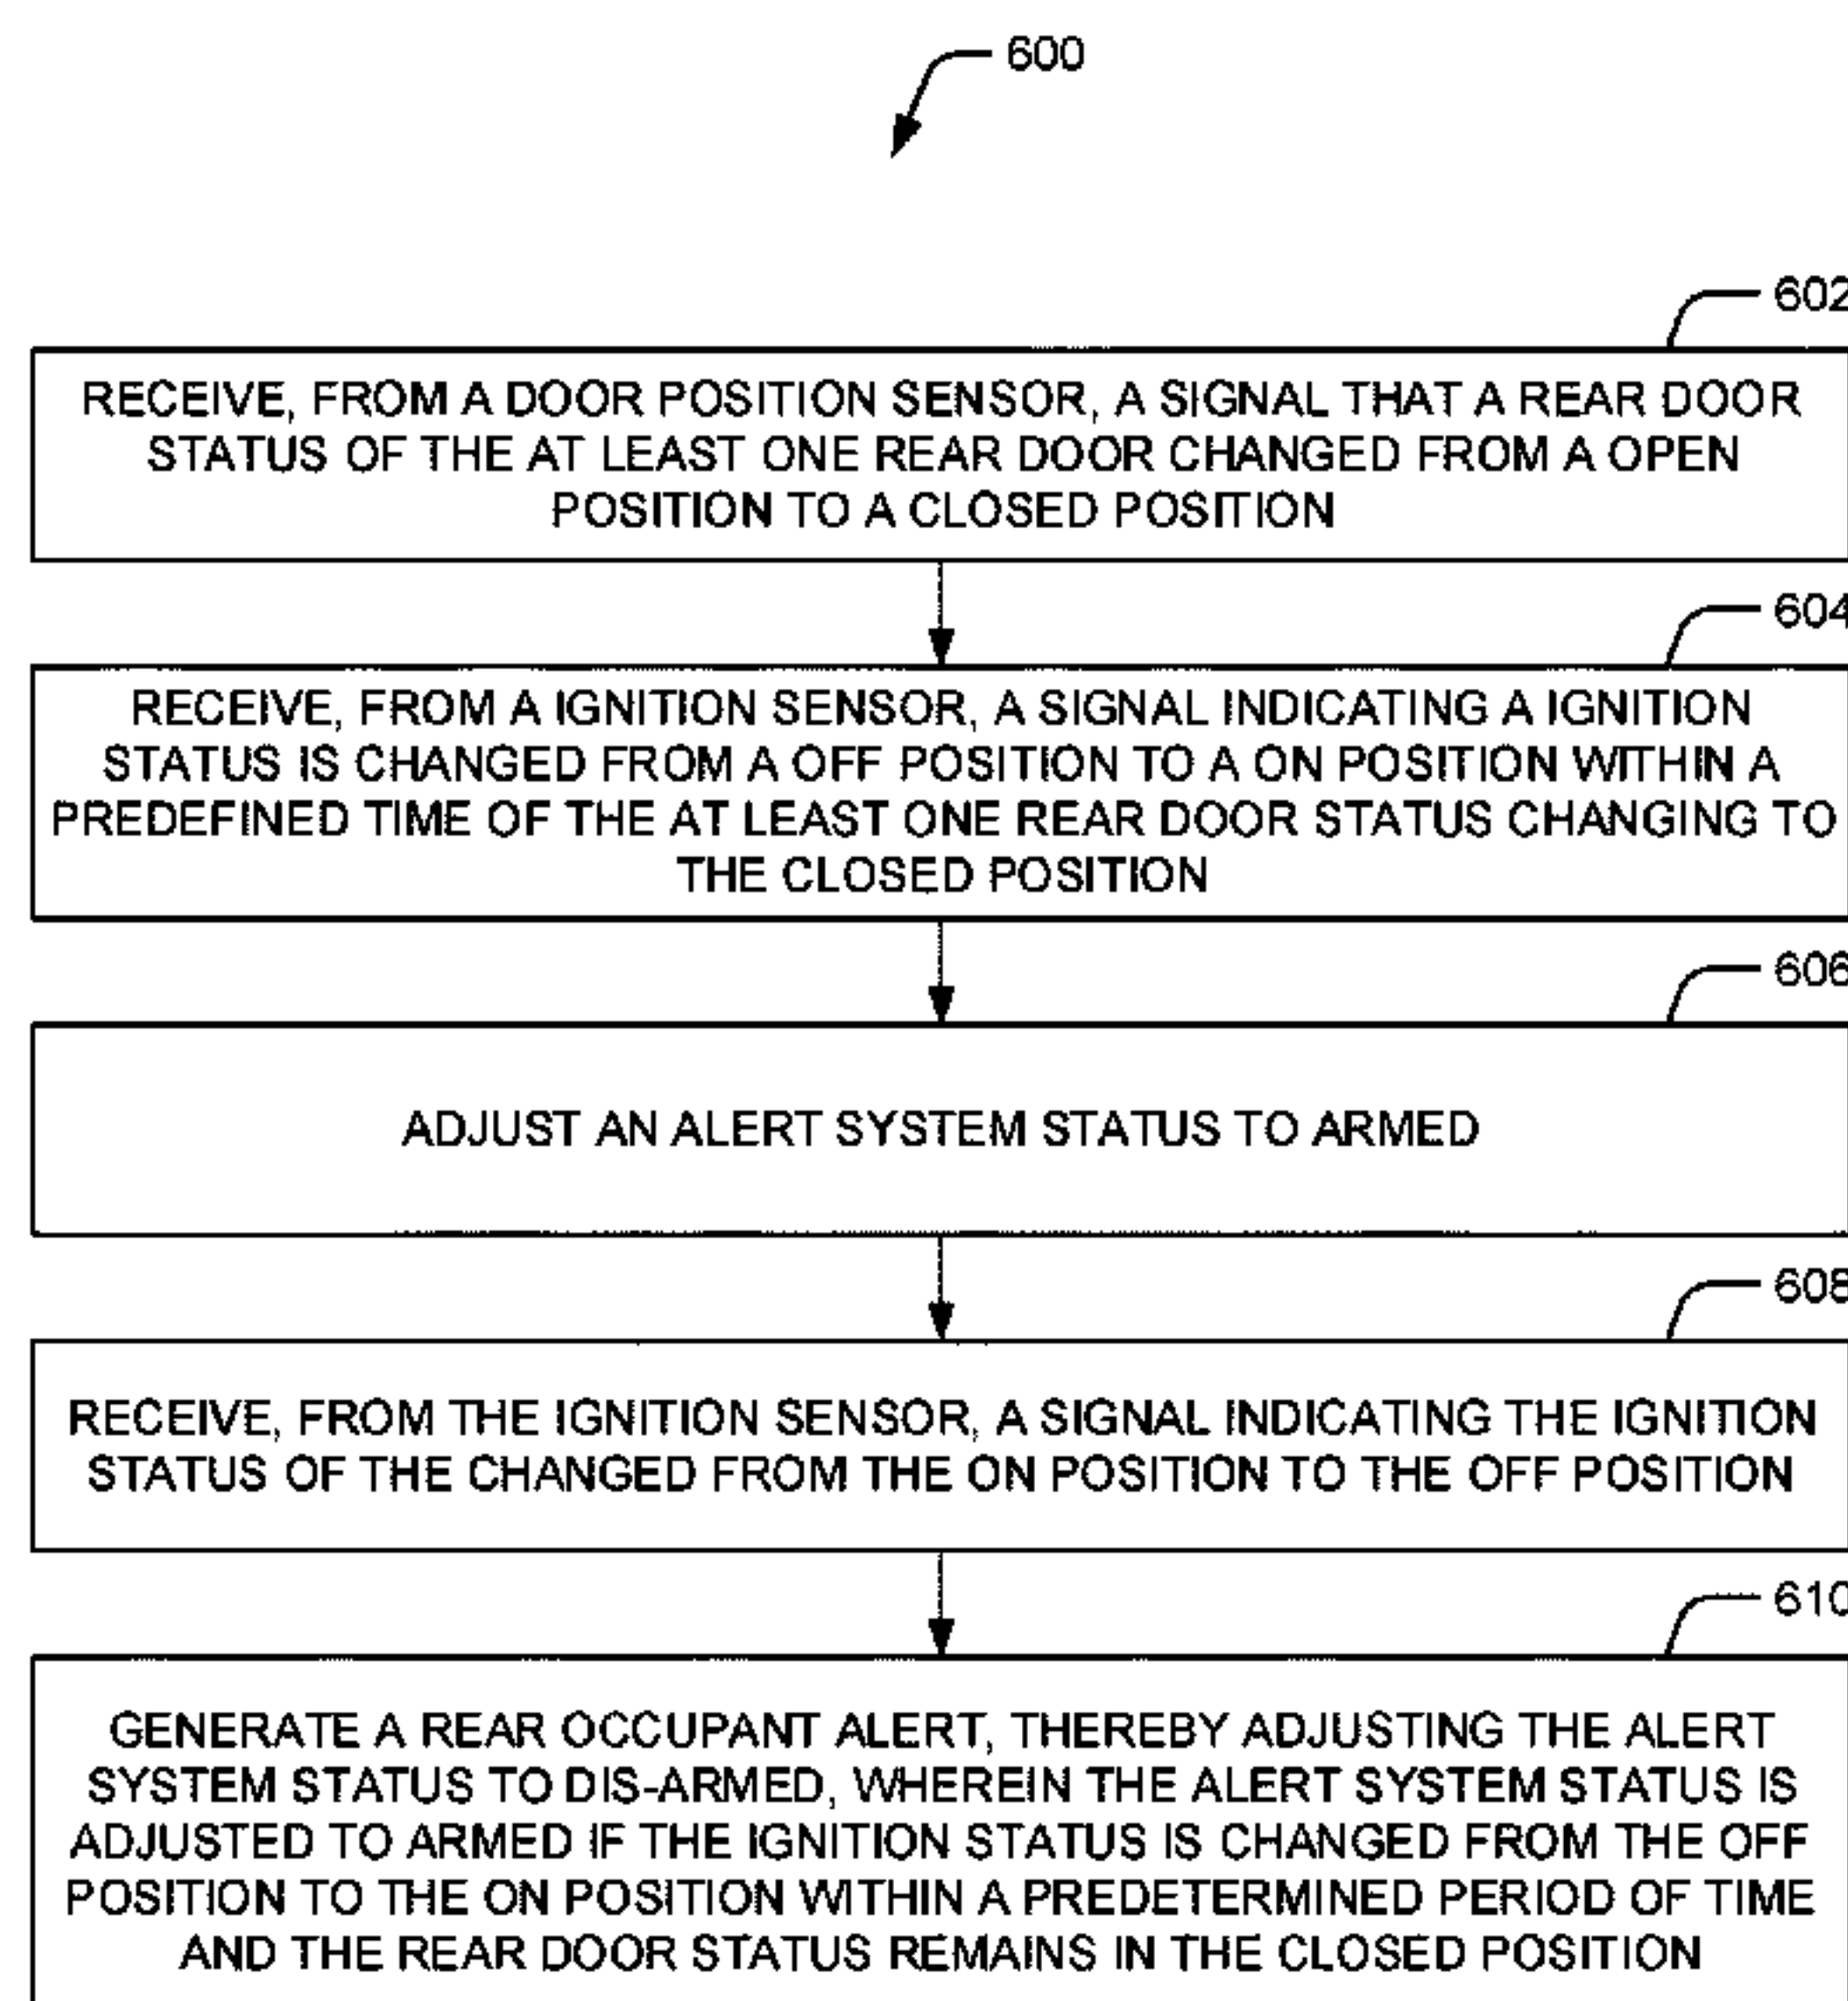 600
602
RECEIVE, FROM A DOOR POSITION SENSOR, A SIGNAL THAT A REAR DOOR
STATUS OF THE AT LEAST ONE REAR DOOR CHANGED FROM A OPEN
POSITION TO A CLOSED POSITION
604
RECEIVE, FROM A IGNITION SENSOR, A SIGNAL INDICATING A IGNITION
STATUS IS CHANGED FROM A OFF POSITION TO A ON POSITION WITHIN A
PREDEFINED TIME OF THE AT LEAST ONE REAR DOOR STATUS CHANGING TO
THE CLOSED POSITION
606
ADJUST AN ALERT SYSTEM STATUS TO ARMED
608
RECEIVE, FROM THE IGNITION SENSOR, A SIGNAL INDICATING THE IGNITION
STATUS OF THE CHANGED FROM THE ON POSITION TO THE OFF POSITION
610
GENERATE A REAR OCCUPANT ALERT, THEREBY ADJUSTING THE ALERT
SYSTEM STATUS TO DIS-ARMED, WHEREIN THE ALERT SYSTEM STATUS IS
ADJUSTED TO ARMED IF THE IGNITION STATUS IS CHANGED FROM THE OFF
POSITION TO THE ON POSITION WITHIN A PREDETERMINED PERIOD OF TIME
AND THE REAR DOOR STATUS REMAINS IN THE CLOSED POSITION